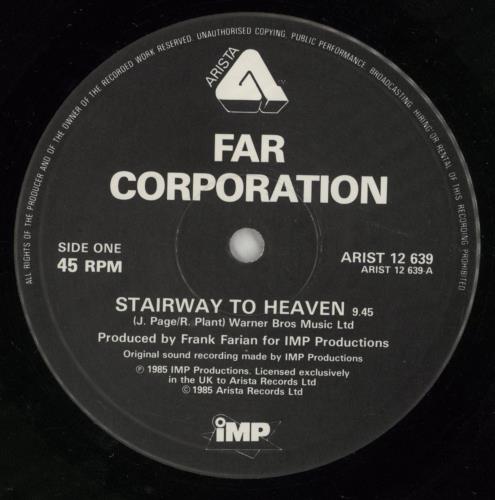 ALL RIGHTS OF THE PRODUCER AND OF THE OWNER OF THE RECORDED WORK RESERVED. UNAUTHORISED COPYING, PUBLIC PERFORMANCE, BROADCASTING, HIRING OR RENTAL OF THIS RECORDING PROHIBITED
ARISTA
FAR
CORPORATION
SIDE ONE
45 RPM
ARIST 12 639
ARIST 12 639-A
STAIRWAY TO HEAVEN 9.45
(J. Page/R. Plant) Warner Bros Music Ltd
Produced by Frank Farian for IMP Productions
Original sound recording made by IMP Productions
℗ 1985 IMP Productions. Licensed exclusively
in the UK to Arista Records Ltd
© 1985 Arista Records Ltd
iMP